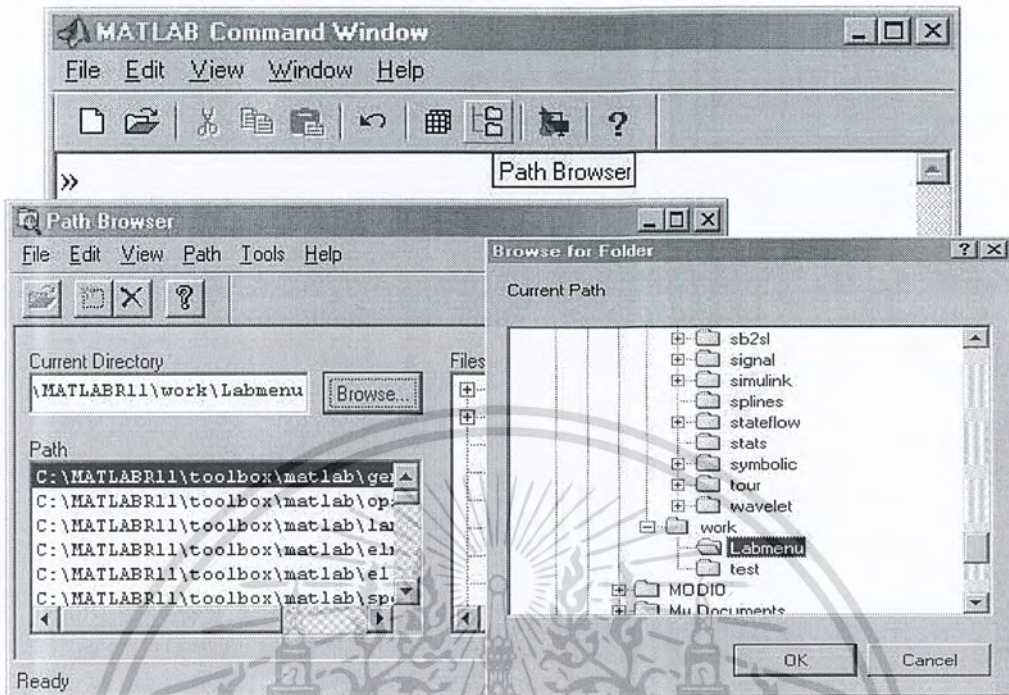 MATLAB Command Window
File Edit View Window Help
?
Path Browser
»
Path Browser
File Edit View Path Tools Help
?
Current Directory
\MATLABR11\work\Labmenu
Browse...
Files
Path
C:\MATLABR11\toolbox\matlab\ge
C:\MATLABR11\toolbox\matlab\op
C:\MATLABR11\toolbox\matlab\la
C:\MATLABR11\toolbox\matlab\el
C:\MATLABR11\toolbox\matlab\el
C:\MATLABR11\toolbox\matlab\sp
Ready
Browse for Folder
Current Path
sb2sl
signal
simulink
splines
stateflow
stats
symbolic
tour
wavelet
work
Labmenu
test
MODIO
My Documents
OK Cancel